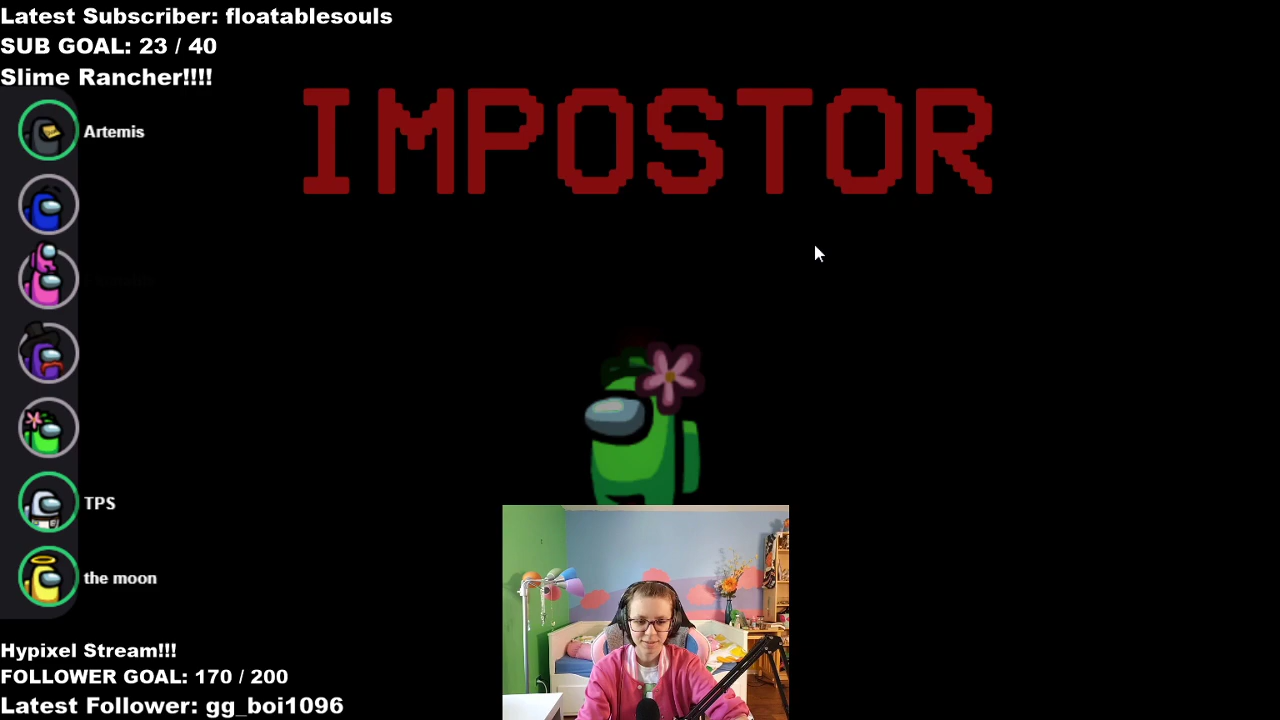 Latest Subscriber: floatablesouls
SUB GOAL: 23 / 40
Slime Rancher!!!!
IMPOSTOR
Artemis
TPS
the moon
Hypixel Stream!!!
FOLLOWER GOAL: 170 / 200
Latest Follower: gg_boi1096